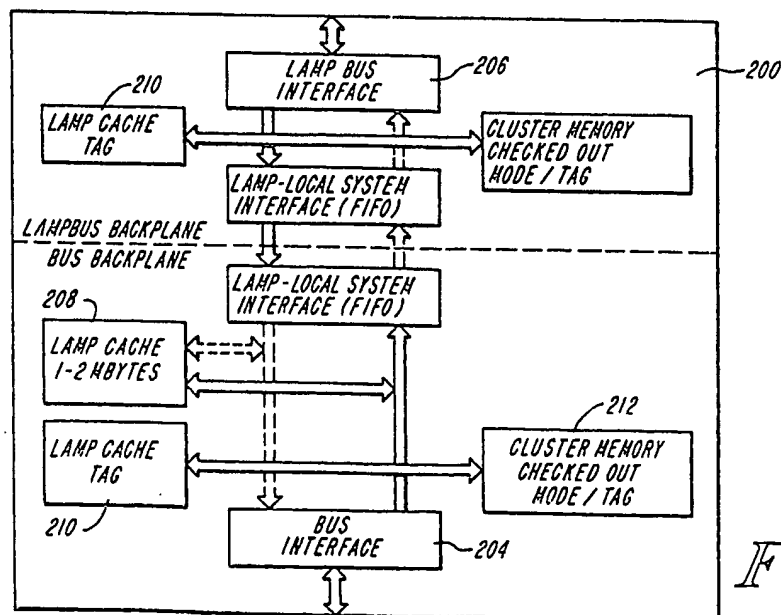 LAMP BUS
INTERFACE
206
200
210
LAMP CACHE
TAG
CLUSTER MEMORY
CHECKED OUT
MODE / TAG
LAMP-LOCAL SYSTEM
INTERFACE (FIFO)
LAMPBUS BACKPLANE
BUS BACKPLANE
LAMP-LOCAL SYSTEM
INTERFACE (FIFO)
208
LAMP CACHE
1-2 MBYTES
212
LAMP CACHE
TAG
CLUSTER MEMORY
CHECKED OUT
MODE / TAG
210
BUS
INTERFACE
204
F